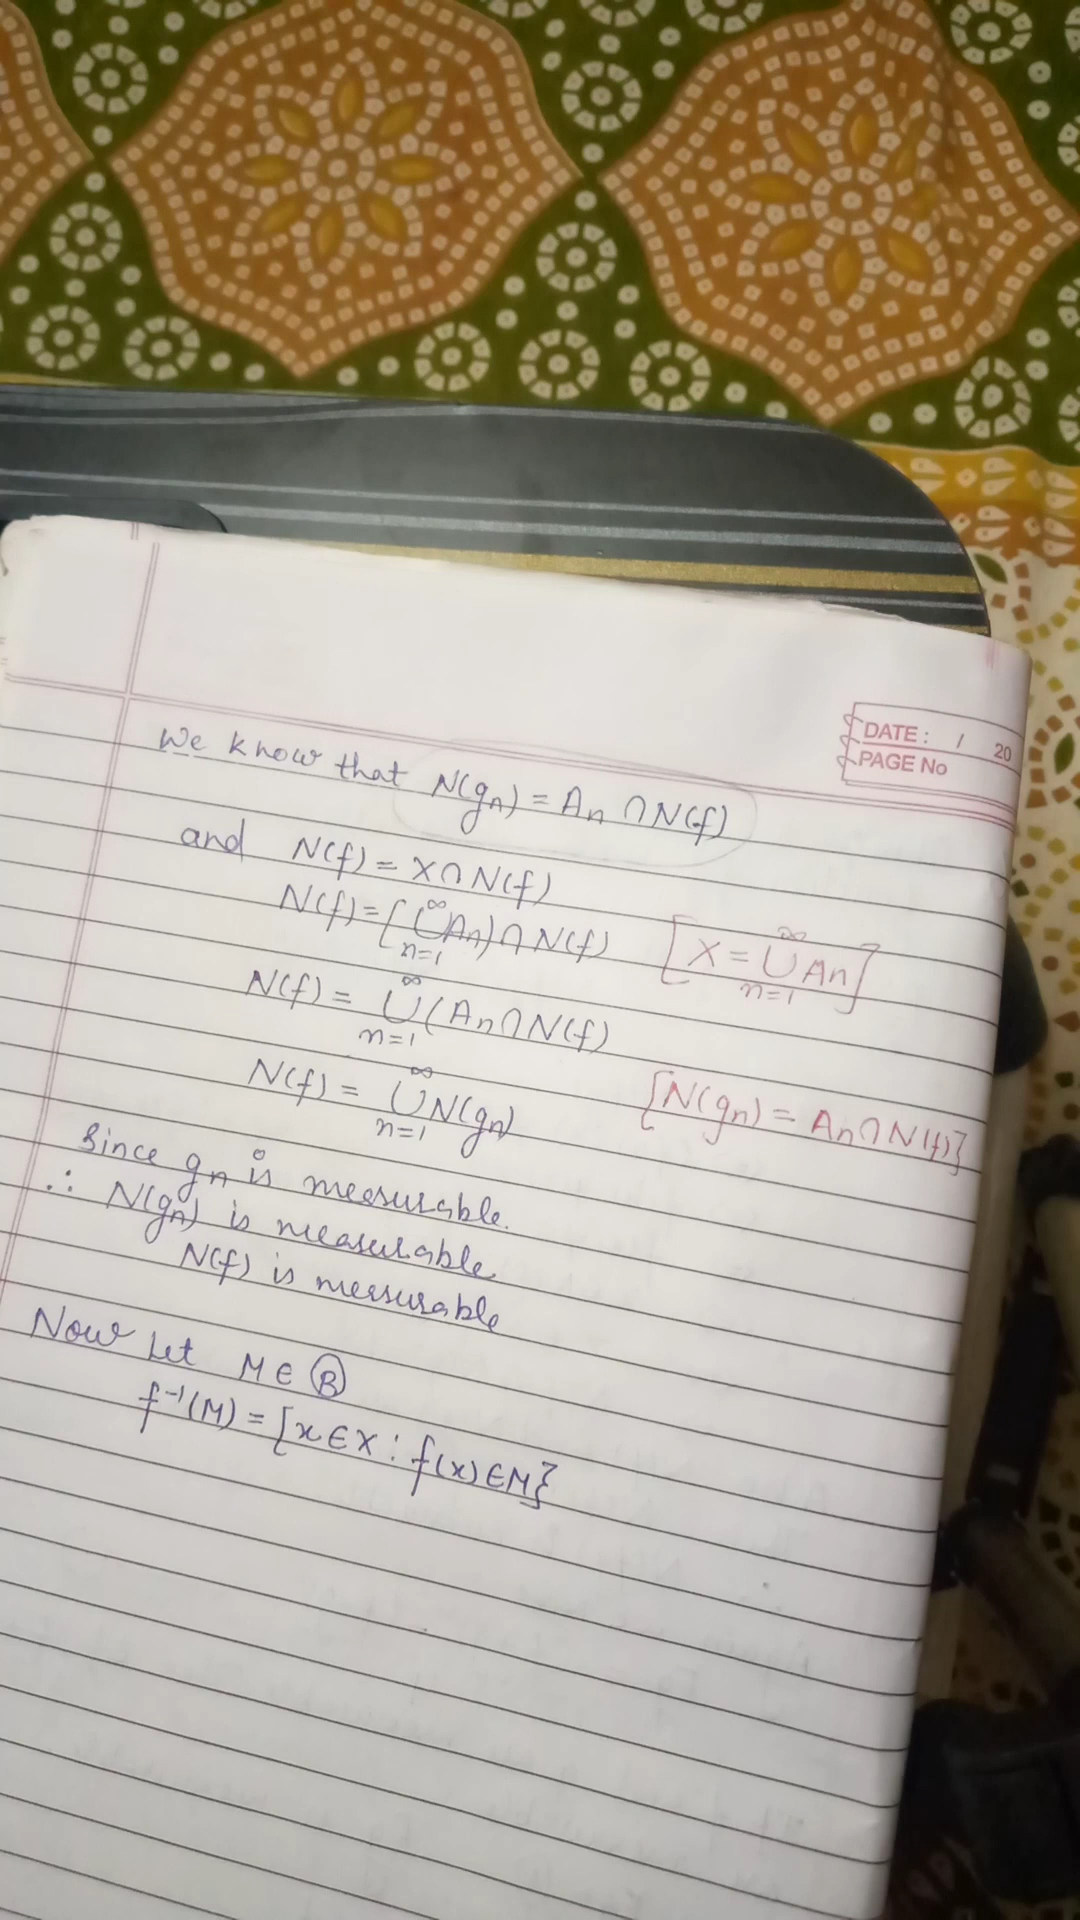 DATE: / 20
PAGE No
We know that N(gn) = An ∩ N(f)
and N(f) = X ∩ N(f)
N(f) = [∞∪n=1 An) ∩ N(f) [X = ∞∪n=1 An]
N(f) = ∞∪n=1 (An ∩ N(f)
N(f) = ∞∪n=1 N(gn) [N(gn) = An ∩ N(f)}
Since gn is measurable.
∴ N(gn) is measurable
N(f) is measurable
Now Let M ∈ Ⓑ
f⁻¹(M) = [x ∈ X : f(x) ∈ M}